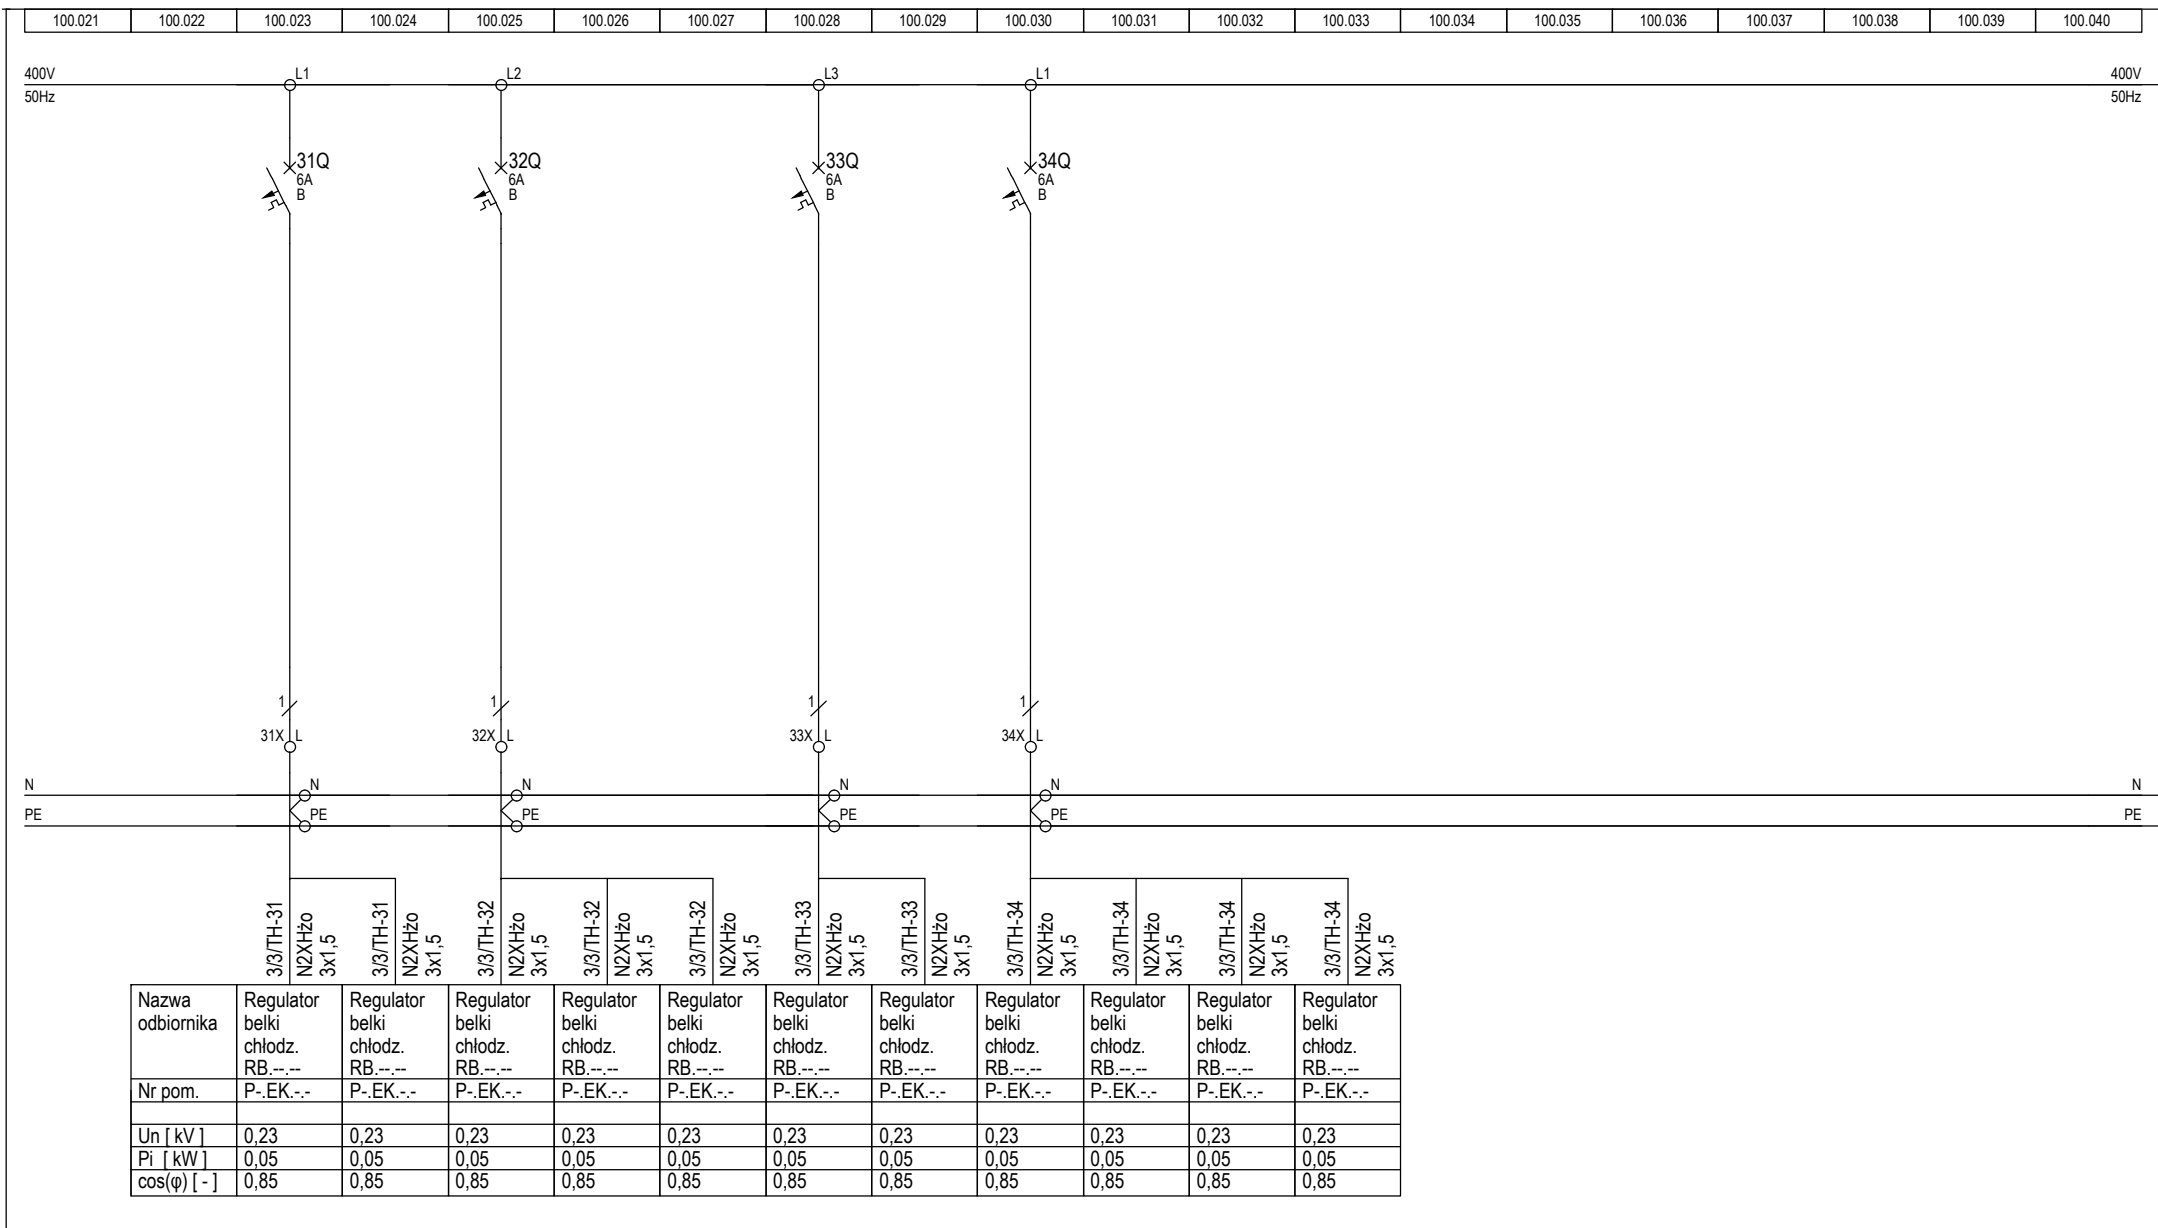 100.021 100.022 100.023 100.024 100.025 100.026 100.027 100.028 100.029 100.030 100.031 100.032 100.033 100.034 100.035 100.036 100.037 100.038 100.039 100.040
400V L1 L2 L3 L1 400V
50Hz 50Hz
31Q 32Q 33Q 34Q
6A 6A 6A 6A
B B B B
1 1 1 1
31X L 32X L 33X L 34X L
N N N N N N
PE PE PE PE PE PE
3/3/TH-31
N2XHżo
3x1,5
3/3/TH-31
N2XHżo
3x1,5
3/3/TH-32
N2XHżo
3x1,5
3/3/TH-32
N2XHżo
3x1,5
3/3/TH-32
N2XHżo
3x1,5
3/3/TH-33
N2XHżo
3x1,5
3/3/TH-33
N2XHżo
3x1,5
3/3/TH-34
N2XHżo
3x1,5
3/3/TH-34
N2XHżo
3x1,5
3/3/TH-34
N2XHżo
3x1,5
3/3/TH-34
N2XHżo
3x1,5
Nazwa Regulator Regulator Regulator Regulator Regulator Regulator Regulator Regulator Regulator Regulator Regulator
odbiornika belki belki belki belki belki belki belki belki belki belki belki
chłodz. chłodz. chłodz. chłodz. chłodz. chłodz. chłodz. chłodz. chłodz. chłodz. chłodz.
RB.--.-- RB.--.-- RB.--.-- RB.--.-- RB.--.-- RB.--.-- RB.--.-- RB.--.-- RB.--.-- RB.--.-- RB.--.--
Nr pom. P-.EK.-.- P-.EK.-.- P-.EK.-.- P-.EK.-.- P-.EK.-.- P-.EK.-.- P-.EK.-.- P-.EK.-.- P-.EK.-.- P-.EK.-.- P-.EK.-.-
Un [ kV ] 0,23 0,23 0,23 0,23 0,23 0,23 0,23 0,23 0,23 0,23 0,23
Pi [ kW ] 0,05 0,05 0,05 0,05 0,05 0,05 0,05 0,05 0,05 0,05 0,05
cos(φ) [ - ] 0,85 0,85 0,85 0,85 0,85 0,85 0,85 0,85 0,85 0,85 0,85